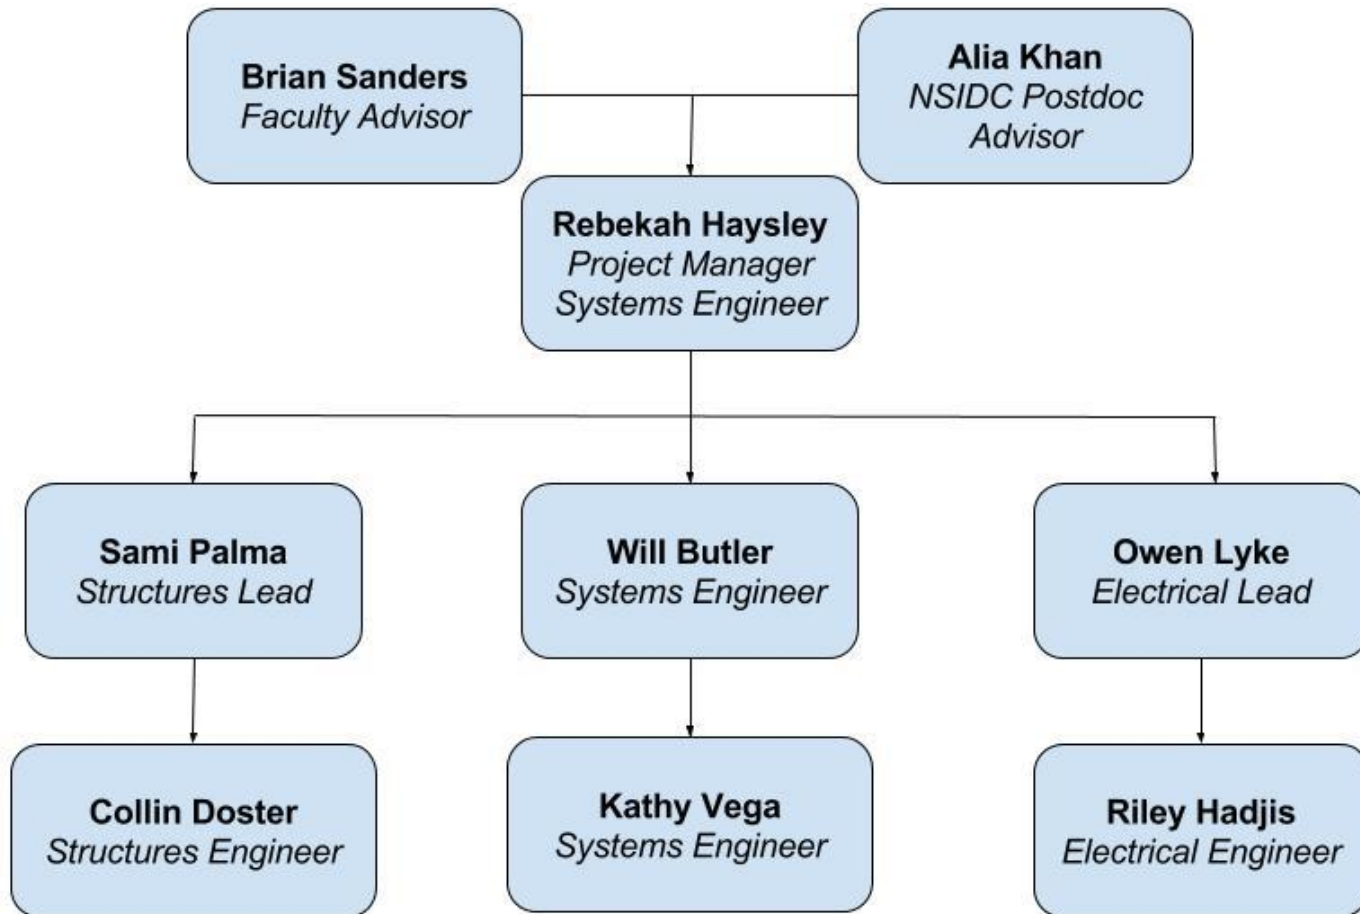 Brian Sanders
Faculty Advisor
Alia Khan
NSIDC Postdoc
Advisor
Rebekah Haysley
Project Manager
Systems Engineer
Sami Palma
Structures Lead
Will Butler
Systems Engineer
Owen Lyke
Electrical Lead
Collin Doster
Structures Engineer
Kathy Vega
Systems Engineer
Riley Hadjis
Electrical Engineer